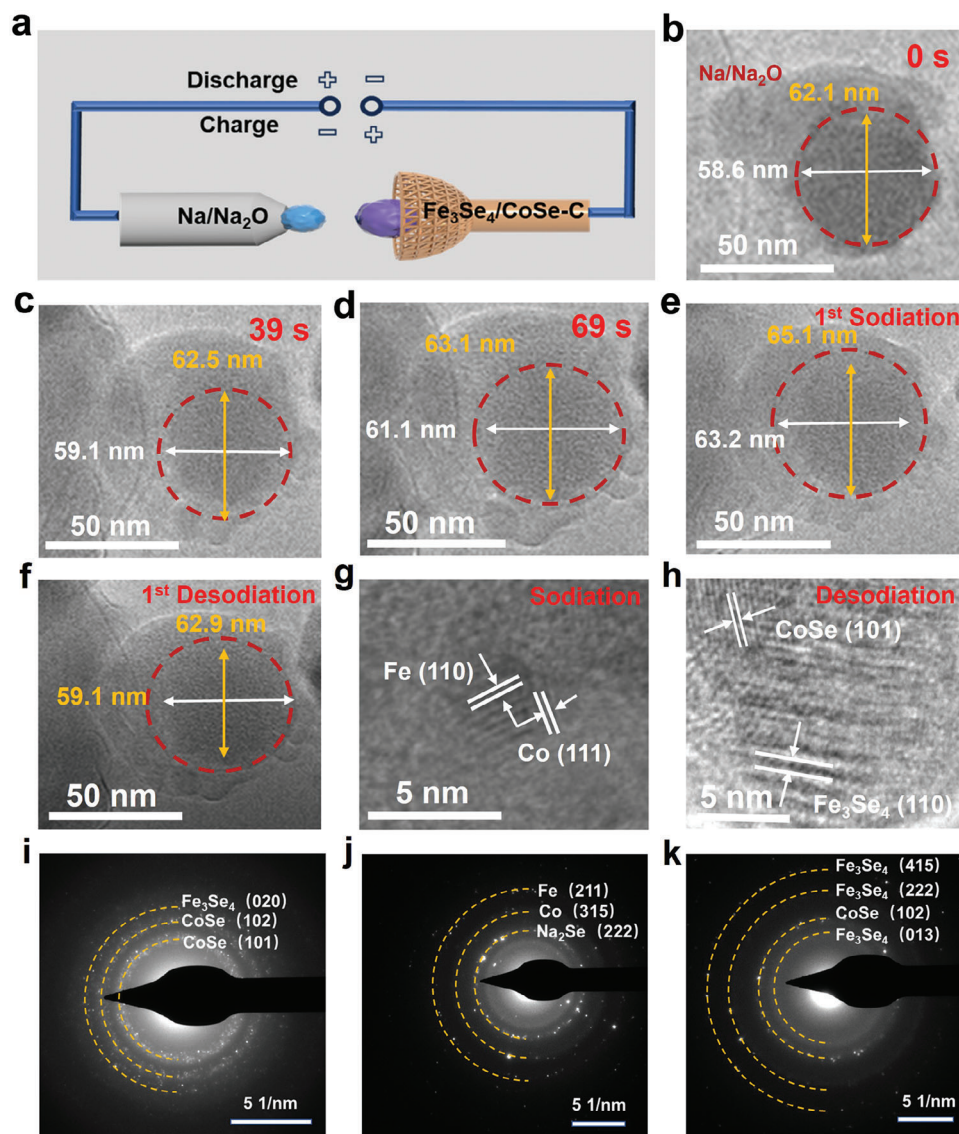 a
Discharge
Charge
Na/Na₂O
Fe₃Se₄/CoSe-C
b
0 s
Na/Na₂O
62.1 nm
58.6 nm
50 nm
c
39 s
62.5 nm
59.1 nm
50 nm
d
69 s
63.1 nm
61.1 nm
50 nm
e
1st Sodiation
65.1 nm
63.2 nm
50 nm
f
1st Desodiation
62.9 nm
59.1 nm
50 nm
g
Sodiation
Fe (110)
Co (111)
5 nm
h
Desodiation
CoSe (101)
5 nm
Fe₃Se₄ (110)
i
Fe₃Se₄ (020)
CoSe (102)
CoSe (101)
5 1/nm
j
Fe (211)
Co (315)
Na₂Se (222)
5 1/nm
k
Fe₃Se₄ (415)
Fe₃Se₄ (222)
CoSe (102)
Fe₃Se₄ (013)
5 1/nm